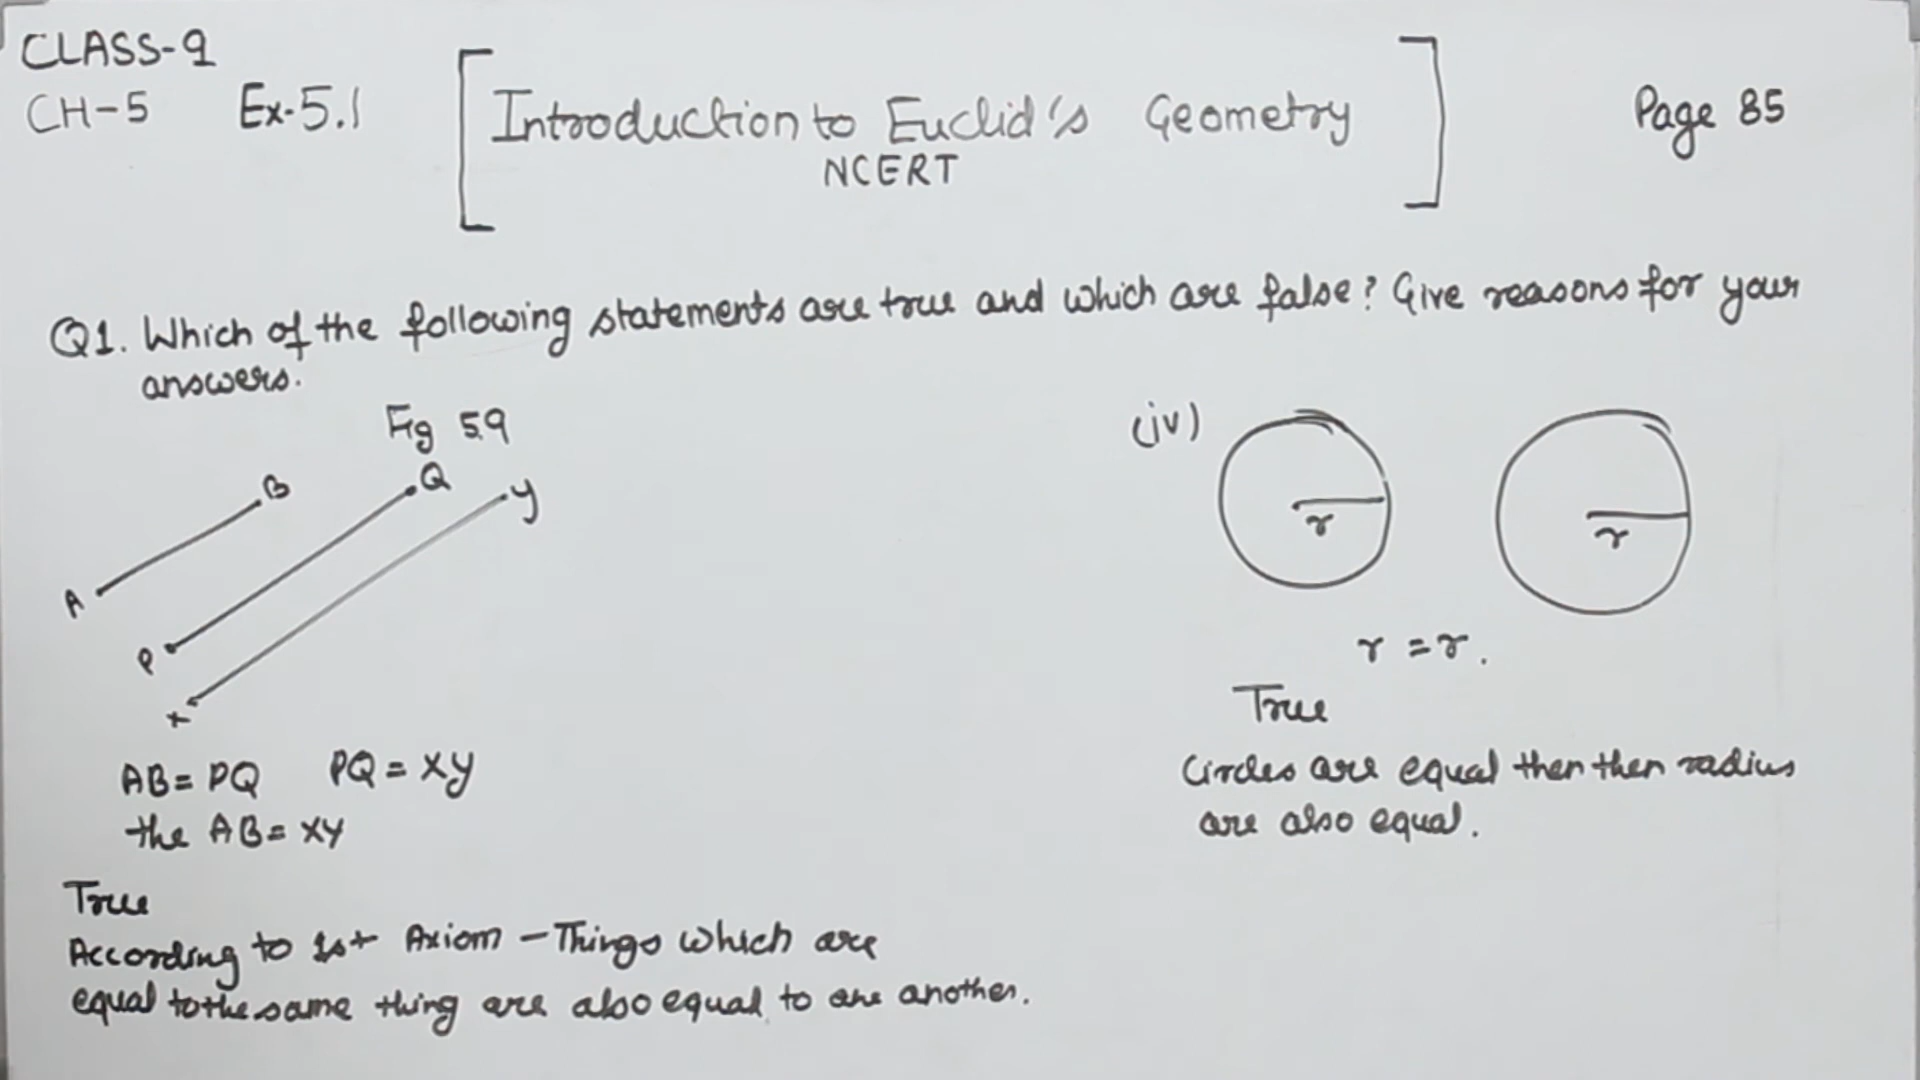 CLASS-9
CH-5 Ex-5.1
Introduction to Euclid's Geometry
NCERT
Page 85
Q1. Which of the following statements are true and which are false? Give reasons for your
answers.
Fig 5.9
A B
P Q
X Y
AB = PQ PQ = XY
the AB = XY
True
According to 1st Axiom - Things which are
equal to the same thing are also equal to one another.
(iv)
r r
r = r.
True
Circles are equal then then radius
are also equal.